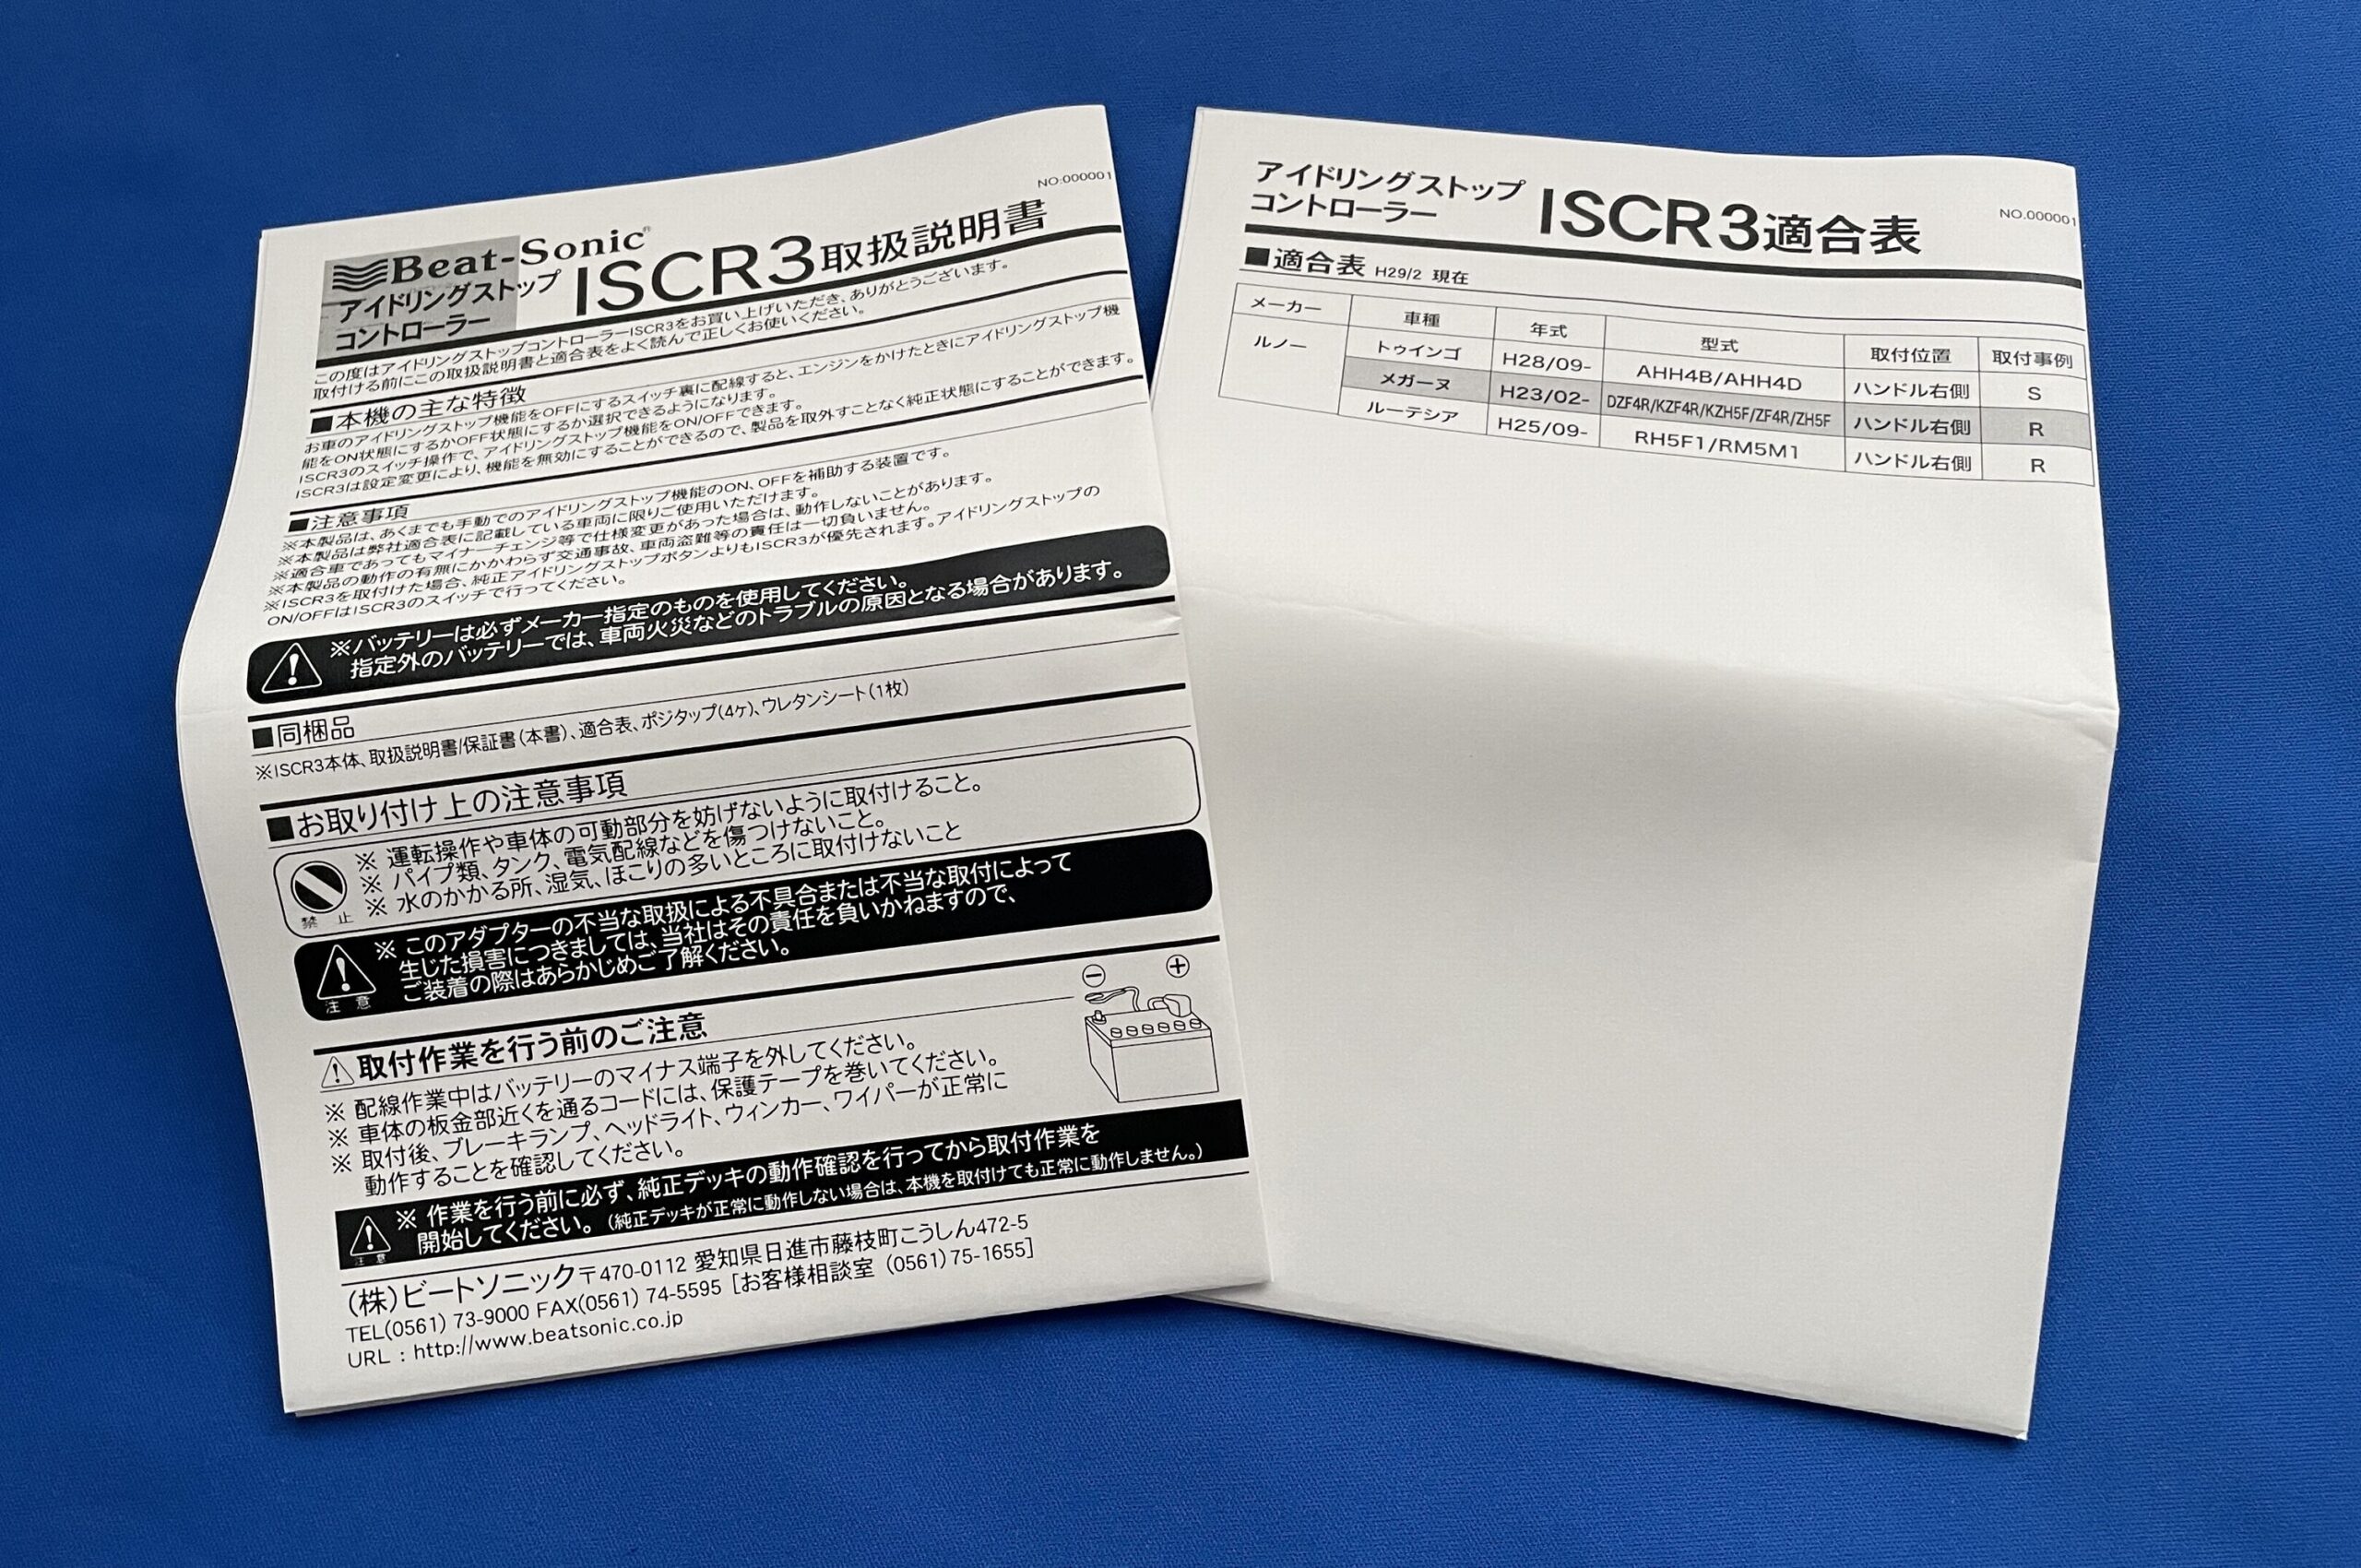 NO.000001
Beat-Sonic
アイドリングストップ
コントローラー
ISCR3取扱説明書
この度はアイドリングストップコントローラーISCR3をお買い上げいただき、ありがとうございます。
取付ける前にこの取扱説明書と適合表をよく読んで正しくお使いください。
■本機の主な特徴
お車のアイドリングストップ機能をOFFにするスイッチ裏に配線すると、エンジンをかけたときにアイドリングストップ機
能をON状態にするかOFF状態にするか選択できるようになります。
ISCR3のスイッチ操作で、アイドリングストップ機能をON/OFFできます。
ISCR3は設定変更により、機能を無効にすることができるので、製品を取外すことなく純正状態にすることができます。
■注意事項
※本製品は、あくまでも手動でのアイドリングストップ機能のON、OFFを補助する装置です。
※本製品は弊社適合表に記載している車両に限りご使用いただけます。
※適合車であってもマイナーチェンジ等で仕様変更があった場合は、動作しないことがあります。
※本製品の動作の有無にかかわらず交通事故、車両盗難等の責任は一切負いません。
※ISCR3を取付けた場合、純正アイドリングストップボタンよりもISCR3が優先されます。アイドリングストップの
ON/OFFはISCR3のスイッチで行ってください。
※バッテリーは必ずメーカー指定のものを使用してください。
指定外のバッテリーでは、車両火災などのトラブルの原因となる場合があります。
■同梱品
※ISCR3本体、取扱説明書/保証書(本書)、適合表、ポジタップ(4ケ)、ウレタンシート(1枚)
■お取り付け上の注意事項
※ 運転操作や車体の可動部分を妨げないように取付けること。
※ パイプ類、タンク、電気配線などを傷つけないこと。
※ 水のかかる所、湿気、ほこりの多いところに取付けないこと
禁 止
※ このアダプターの不当な取扱による不具合または不当な取付によって
生じた損害につきましては、当社はその責任を負いかねますので、
ご装着の際はあらかじめご了解ください。
注 意
取付作業を行う前のご注意
※ 配線作業中はバッテリーのマイナス端子を外してください。
※ 車体の板金部近くを通るコードには、保護テープを巻いてください。
※ 取付後、ブレーキランプ、ヘッドライト、ウィンカー、ワイパーが正常に
動作することを確認してください。
※ 作業を行う前に必ず、純正デッキの動作確認を行ってから取付作業を
開始してください。(純正デッキが正常に動作しない場合は、本機を取付けても正常に動作しません。)
注 意
(株)ビートソニック〒470-0112 愛知県日進市藤枝町こうしん472-5
TEL(0561) 73-9000 FAX(0561) 74-5595 [お客様相談室 (0561)75-1655]
URL : http://www.beatsonic.co.jp
アイドリングストップ
コントローラー
ISCR3適合表
NO.000001
■適合表 H29/2 現在
メーカー 車種 年式 型式 取付位置 取付事例
ルノー トゥインゴ H28/09- AHH4B/AHH4D ハンドル右側 S
メガーヌ H23/02- DZF4R/KZF4R/KZH5F/ZF4R/ZH5F ハンドル右側 R
ルーテシア H25/09- RH5F1/RM5M1 ハンドル右側 R